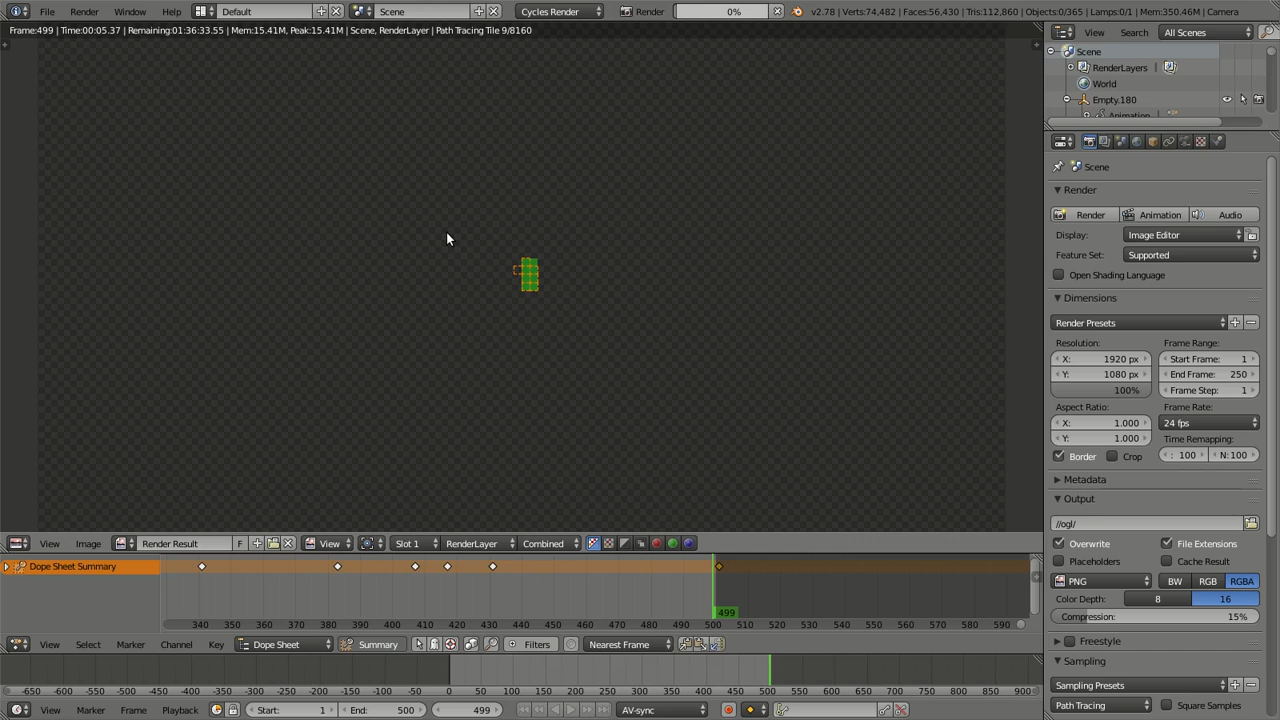 File Render Window Help Default Scene Cycles Render Render 0% v2.78 | Verts:74,482 | Faces:56,430 | Tris:112,860 | Objects:0/365 | Lamps:0/1 | Mem:350.46M | Camera
Frame:499 | Time:00:05.37 | Remaining:01:36:33.55 | Mem:15.41M, Peak:15.41M | Scene, RenderLayer | Path Tracing Tile 9/8160
View Search All Scenes
Scene
RenderLayers
World
Empty.180
Animation
Scene
Render
Render Animation Audio
Display: Image Editor
Feature Set: Supported
Open Shading Language
Dimensions
Render Presets
Resolution: Frame Range:
X: 1920 px Start Frame: 1
Y: 1080 px End Frame: 250
100% Frame Step: 1
Aspect Ratio: Frame Rate:
X: 1.000 24 fps
Y: 1.000 Time Remapping:
Border Crop : 100 N:100
Metadata
Output
//ogl/
Overwrite File Extensions
Placeholders Cache Result
PNG BW RGB RGBA
Color Depth: 8 16
Compression: 15%
Freestyle
Sampling
Sampling Presets
Path Tracing Square Samples
View Image Render Result F View Slot 1 RenderLayer Combined
Dope Sheet Summary
499
340 350 360 370 380 390 400 410 420 430 440 450 460 470 480 490 500 510 520 530 540 550 560 570 580 590
View Select Marker Channel Key Dope Sheet Summary Filters Nearest Frame
-650 -600 -550 -500 -450 -400 -350 -300 -250 -200 -150 -100 -50 0 50 100 150 200 250 300 350 400 450 500 550 600 650 700 750 800 850 900
View Marker Frame Playback Start: 1 End: 500 499 AV-sync